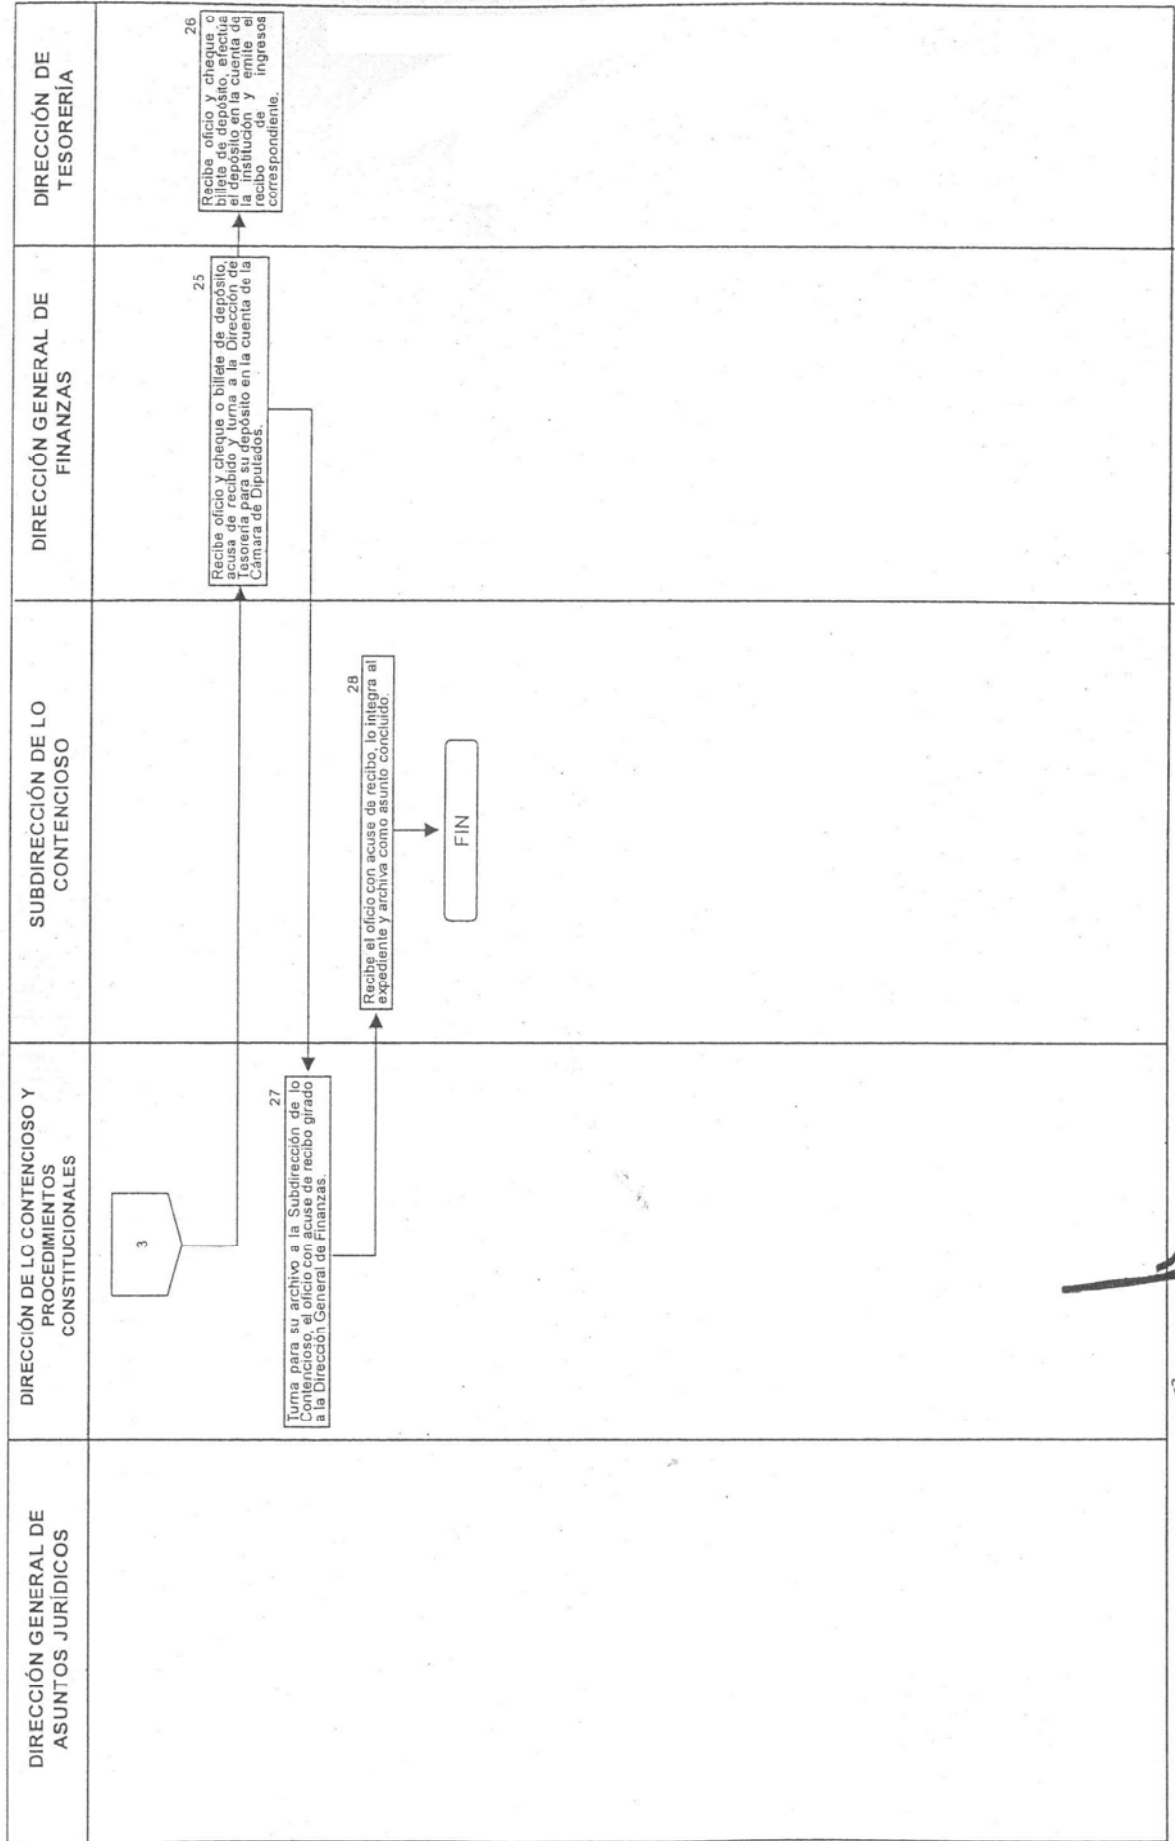 DIRECCIÓN GENERAL DE
ASUNTOS JURÍDICOS
DIRECCIÓN DE LO CONTENCIOSO Y
PROCEDIMIENTOS
CONSTITUCIONALES
SUBDIRECCIÓN DE LO
CONTENCIOSO
DIRECCIÓN GENERAL DE
FINANZAS
DIRECCIÓN DE
TESORERÍA
3
25
Recibe oficio y cheque o billete de depósito,
acusa de recibido y turna a la Dirección de
Tesorería para su depósito en la cuenta de la
Cámara de Diputados.
26
Recibe oficio y cheque o
billete de depósito, efectúa
el depósito en la cuenta de
la institución y emite el
recibo de ingresos
correspondiente.
27
Turna para su archivo a la Subdirección de lo
Contencioso, el oficio con acuse de recibo girado
a la Dirección General de Finanzas.
28
Recibe el oficio con acuse de recibo, lo integra al
expediente y archiva como asunto concluido.
FIN